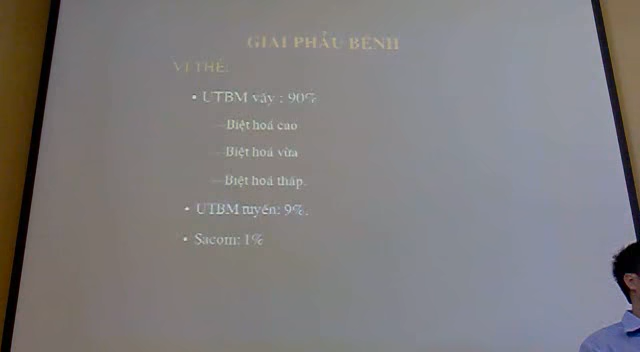 GIẢI PHẪU BỆNH
VI THỂ:
• UTBM vảy : 90%
–Biệt hoá cao
–Biệt hoá vừa
–Biệt hoá thấp.
• UTBM tuyến: 9%.
• Sacom: 1%